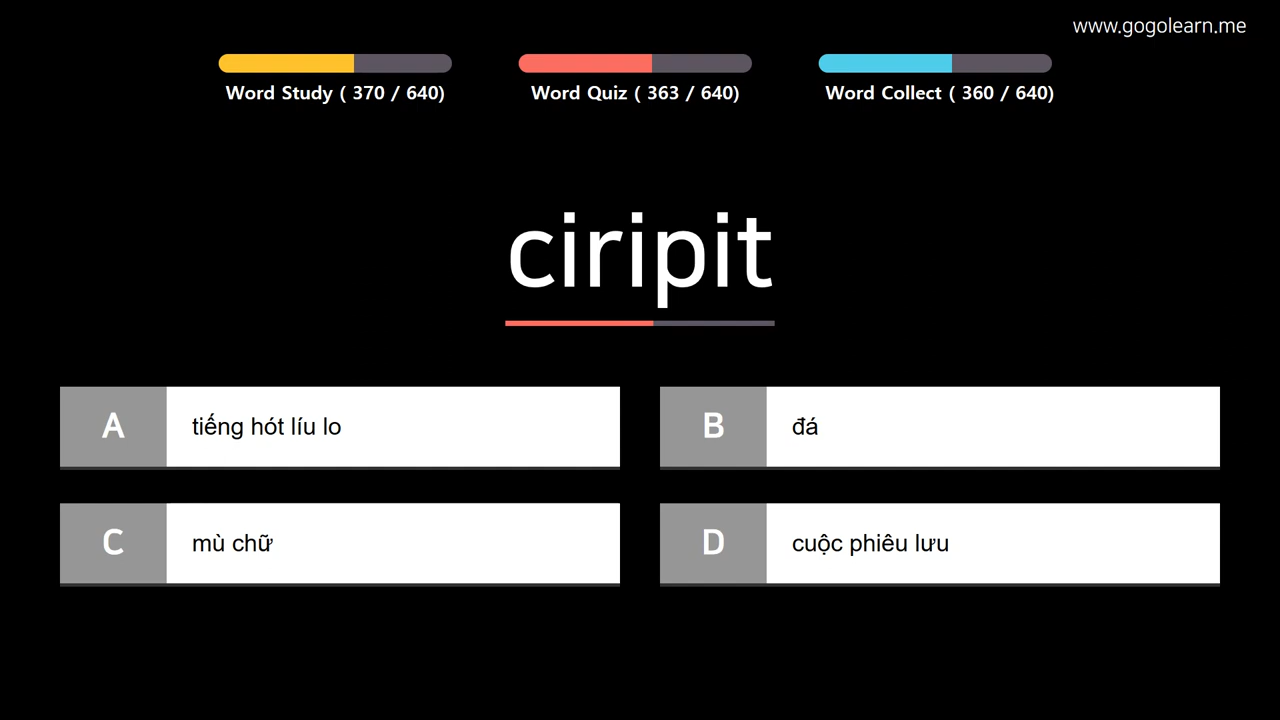 www.gogolearn.me
Word Study ( 370 / 640)
Word Quiz ( 363 / 640)
Word Collect ( 360 / 640)
ciripit
A tiếng hót líu lo
B đá
C mù chữ
D cuộc phiêu lưu